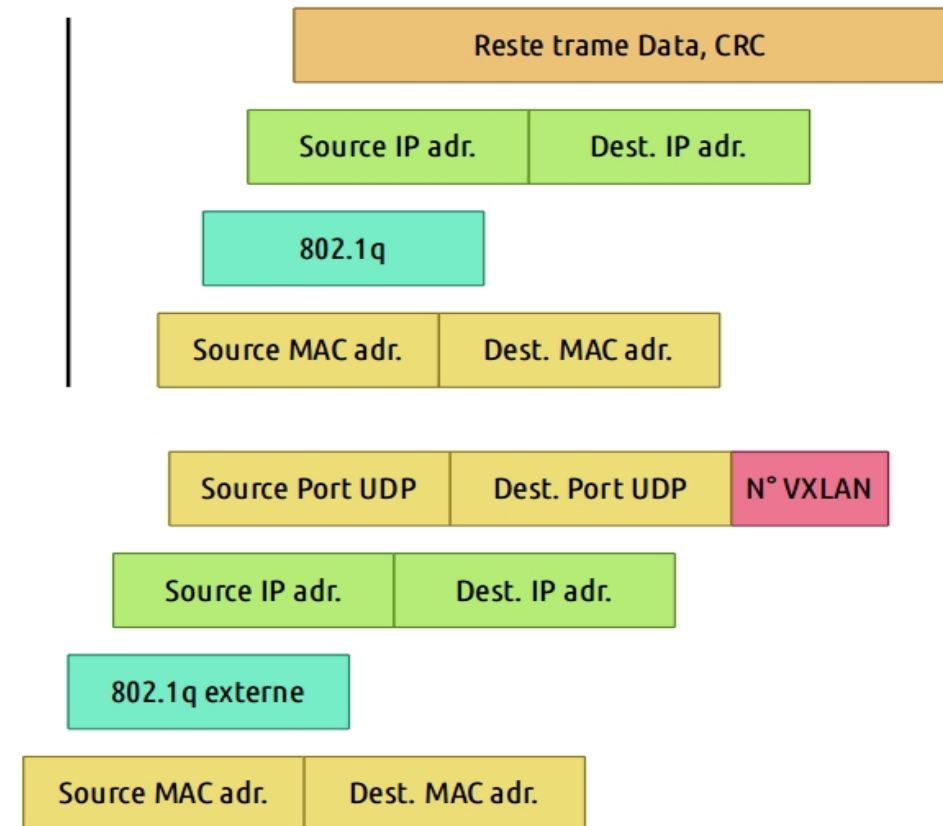 Reste trame Data, CRC
Source IP adr. Dest. IP adr.
802.1q
Source MAC adr. Dest. MAC adr.
Source Port UDP Dest. Port UDP N° VXLAN
Source IP adr. Dest. IP adr.
802.1q externe
Source MAC adr. Dest. MAC adr.